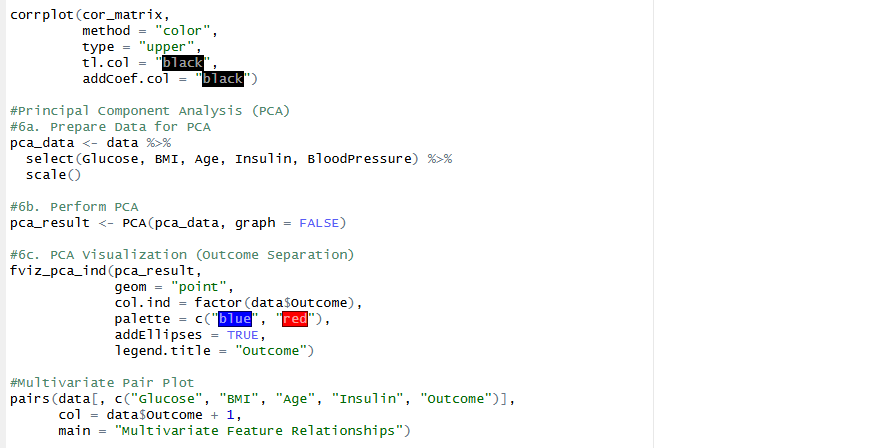 corrplot(cor_matrix,
         method = "color",
         type = "upper",
         tl.col = "black",
         addCoef.col = "black")

#Principal Component Analysis (PCA)
#6a. Prepare Data for PCA
pca_data <- data %>%
  select(Glucose, BMI, Age, Insulin, BloodPressure) %>%
  scale()

#6b. Perform PCA
pca_result <- PCA(pca_data, graph = FALSE)

#6c. PCA Visualization (Outcome Separation)
fviz_pca_ind(pca_result,
             geom = "point",
             col.ind = factor(data$Outcome),
             palette = c("blue", "red"),
             addEllipses = TRUE,
             legend.title = "Outcome")

#Multivariate Pair Plot
pairs(data[, c("Glucose", "BMI", "Age", "Insulin", "Outcome")],
      col = data$Outcome + 1,
      main = "Multivariate Feature Relationships")